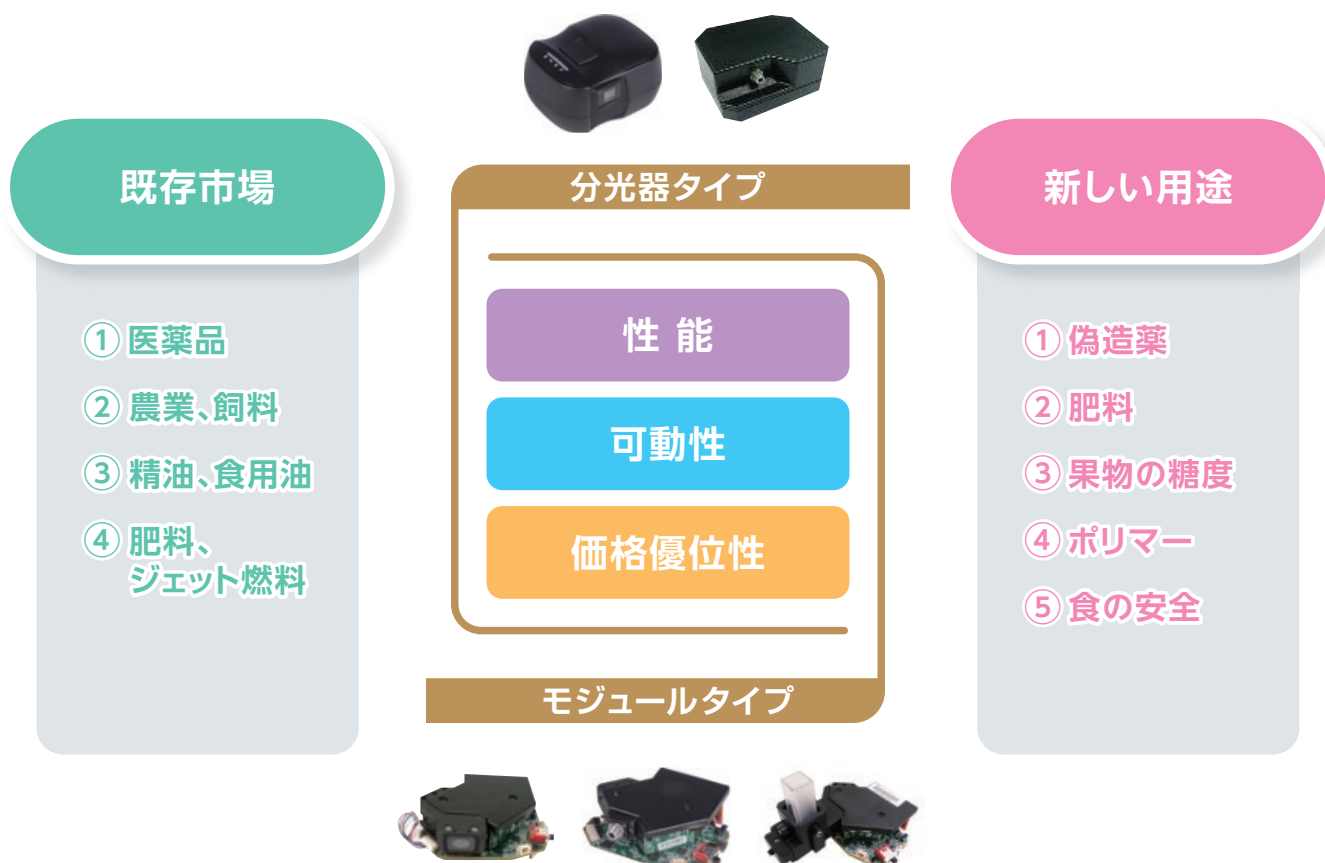 既存市場
① 医薬品
② 農業、飼料
③ 精油、食用油
④ 肥料、
ジェット燃料
分光器タイプ
性 能
可動性
価格優位性
モジュールタイプ
新しい用途
① 偽造薬
② 肥料
③ 果物の糖度
④ ポリマー
⑤ 食の安全